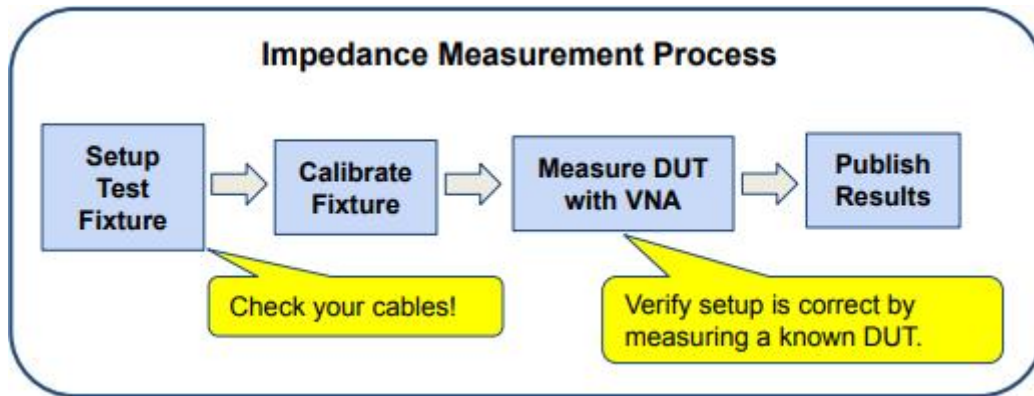 Impedance Measurement Process
Setup
Test
Fixture
Calibrate
Fixture
Measure DUT
with VNA
Publish
Results
Check your cables!
Verify setup is correct by
measuring a known DUT.